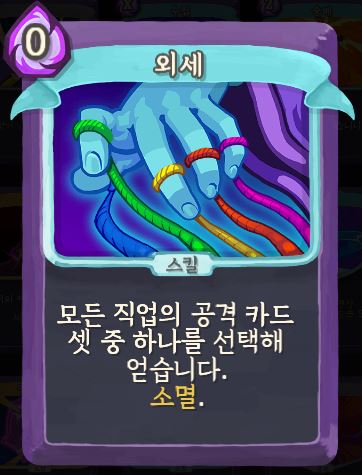 0
외세
스킬
모든 직업의 공격 카드
셋 중 하나를 선택해
얻습니다.
소멸.